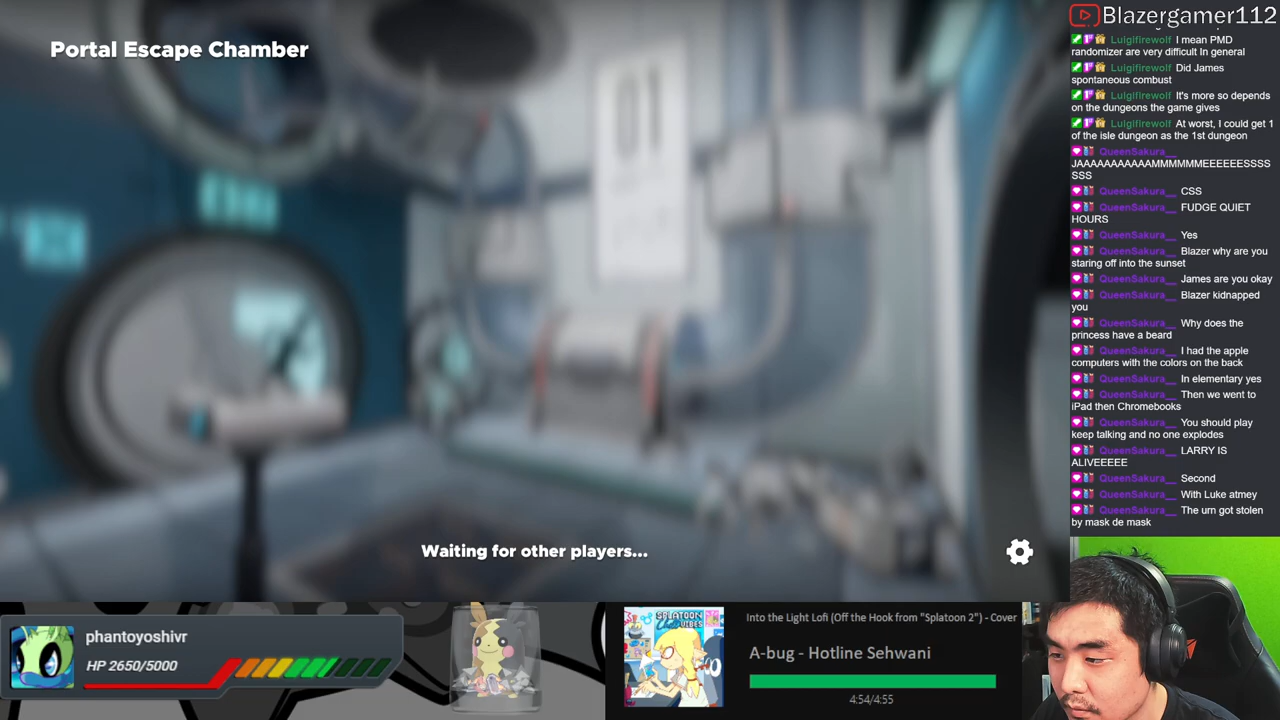 Portal Escape Chamber
Waiting for other players...
Blazergamer112
Luigifirewolf I mean PMD
randomizer are very difficult In general
Luigifirewolf Did James
spontaneous combust
Luigifirewolf It's more so depends
on the dungeons the game gives
Luigifirewolf At worst, I could get 1
of the isle dungeon as the 1st dungeon
QueenSakura__
JAAAAAAAAAAMMMMMEEEEEESSSS
SSS
QueenSakura__ CSS
QueenSakura__ FUDGE QUIET
HOURS
QueenSakura__ Yes
QueenSakura__ Blazer why are you
staring off into the sunset
QueenSakura__ James are you okay
QueenSakura__ Blazer kidnapped
you
QueenSakura__ Why does the
princess have a beard
QueenSakura__ I had the apple
computers with the colors on the back
QueenSakura__ In elementary yes
QueenSakura__ Then we went to
iPad then Chromebooks
QueenSakura__ You should play
keep talking and no one explodes
QueenSakura__ LARRY IS
ALIVEEEEE
QueenSakura__ Second
QueenSakura__ With Luke atmey
QueenSakura__ The urn got stolen
by mask de mask
phantoyoshivr
HP 2650/5000
SPLATOON
Into the Light Lofi (Off the Hook from "Splatoon 2") - Cover
A-bug - Hotline Sehwani
4:54/4:55